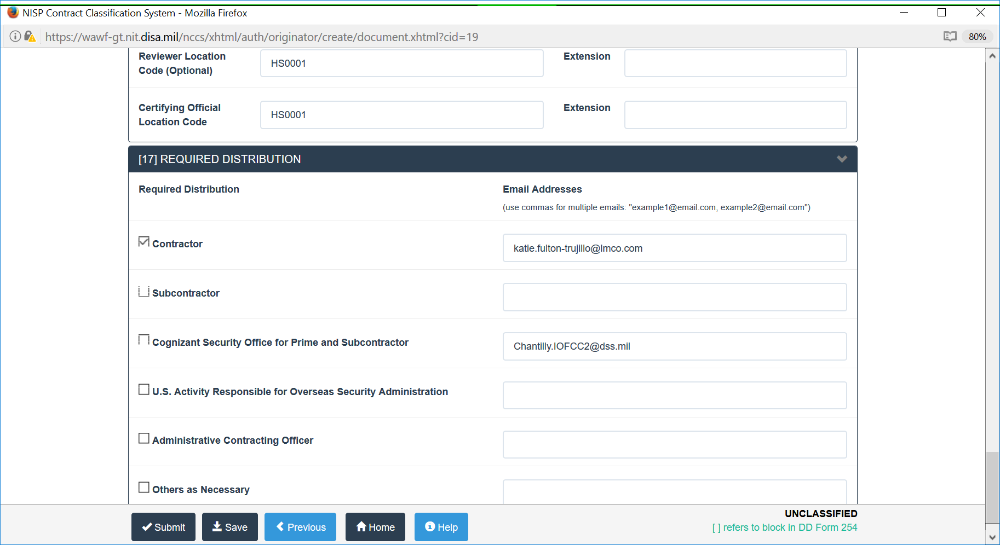 NISP Contract Classification System - Mozilla Firefox
https://wawf-gt.nit.disa.mil/nccs/xhtml/auth/originator/create/document.xhtml?cid=19
80%
Reviewer Location
Code (Optional)
HS0001
Extension
Certifying Official
Location Code
HS0001
Extension
[17] REQUIRED DISTRIBUTION
Required Distribution
Email Addresses
(use commas for multiple emails: "example1@email.com, example2@email.com")
Contractor
katie.fulton-trujillo@lmco.com
Subcontractor
Cognizant Security Office for Prime and Subcontractor
Chantilly.IOFCC2@dss.mil
U.S. Activity Responsible for Overseas Security Administration
Administrative Contracting Officer
Others as Necessary
Submit
Save
Previous
Home
Help
UNCLASSIFIED
[ ] refers to block in DD Form 254